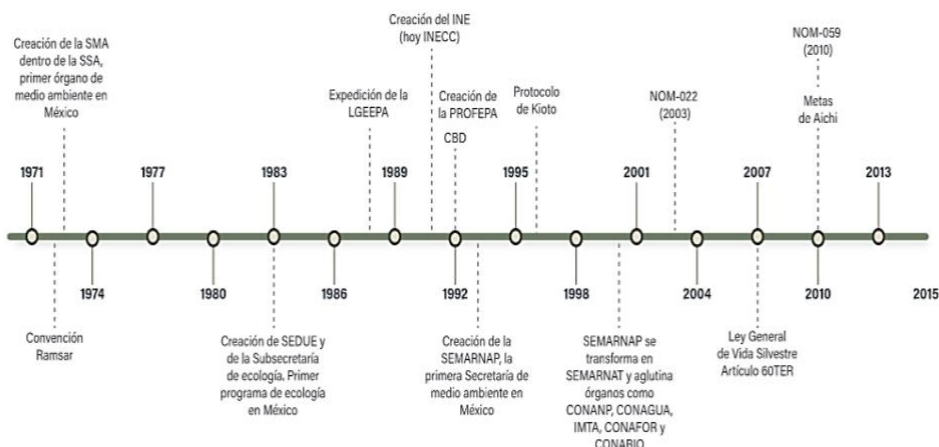 Creación de la SMA
dentro de la SSA,
primer órgano de
medio ambiente en
México
Expedición de la
LGEEPA
Creación del INE
(hoy INECC)
Creación de
la PROFEPA
CBD
Protocolo
de Kioto
NOM-022
(2003)
NOM-059
(2010)
Metas
de Aichi
1971
1977
1983
1989
1995
2001
2007
2013
1974
1980
1986
1992
1998
2004
2010
2015
Convención
Ramsar
Creación de SEDUE y
de la Subsecretaría
de ecología. Primer
programa de ecología
en México
Creación de la
SEMARNAP, la
primera Secretaría de
medio ambiente en
México
SEMARNAP se
transforma en
SEMARNAT y aglutina
órganos como
CONANP, CONAGUA,
IMTA, CONAFOR y
CONABIO
Ley General
de Vida Silvestre
Artículo 60TER